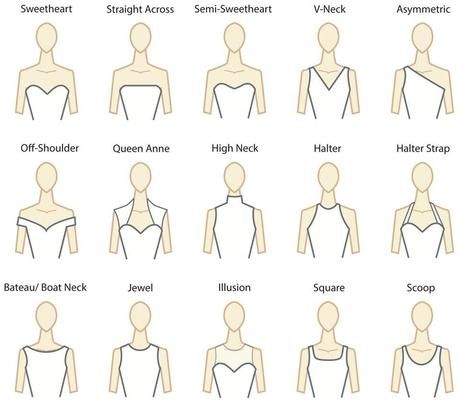 Sweetheart
Straight Across
Semi-Sweetheart
V-Neck
Asymmetric
Off-Shoulder
Queen Anne
High Neck
Halter
Halter Strap
Bateau/ Boat Neck
Jewel
Illusion
Square
Scoop